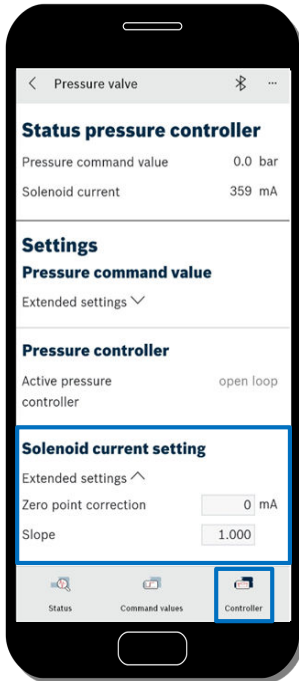 Pressure valve ...
Status pressure controller
Pressure command value 0.0 bar
Solenoid current 359 mA
Settings
Pressure command value
Extended settings
Pressure controller
Active pressure open loop
controller
Solenoid current setting
Extended settings
Zero point correction 0 mA
Slope 1.000
Status Command values Controller